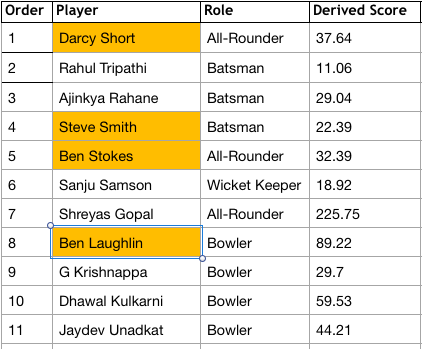 Order Player Role Derived Score
1 Darcy Short All-Rounder 37.64
2 Rahul Tripathi Batsman 11.06
3 Ajinkya Rahane Batsman 29.04
4 Steve Smith Batsman 22.39
5 Ben Stokes All-Rounder 32.39
6 Sanju Samson Wicket Keeper 18.92
7 Shreyas Gopal All-Rounder 225.75
8 Ben Laughlin Bowler 89.22
9 G Krishnappa Bowler 29.7
10 Dhawal Kulkarni Bowler 59.53
11 Jaydev Unadkat Bowler 44.21